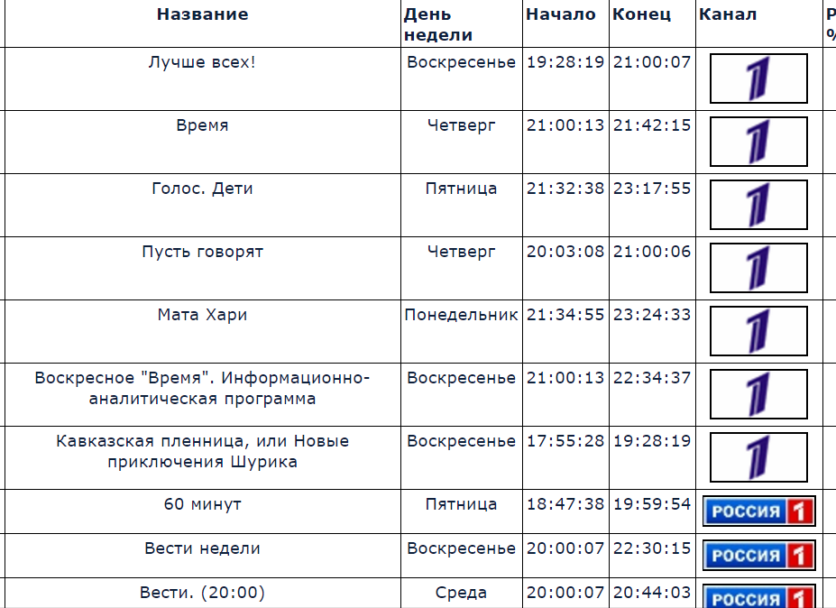 Название День недели Начало Конец Канал Р %
Лучше всех! Воскресенье 19:28:19 21:00:07 1
Время Четверг 21:00:13 21:42:15 1
Голос. Дети Пятница 21:32:38 23:17:55 1
Пусть говорят Четверг 20:03:08 21:00:06 1
Мата Хари Понедельник 21:34:55 23:24:33 1
Воскресное "Время". Информационно-
аналитическая программа Воскресенье 21:00:13 22:34:37 1
Кавказская пленница, или Новые
приключения Шурика Воскресенье 17:55:28 19:28:19 1
60 минут Пятница 18:47:38 19:59:54 РОССИЯ 1
Вести недели Воскресенье 20:00:07 22:30:15 РОССИЯ 1
Вести. (20:00) Среда 20:00:07 20:44:03 РОССИЯ 1